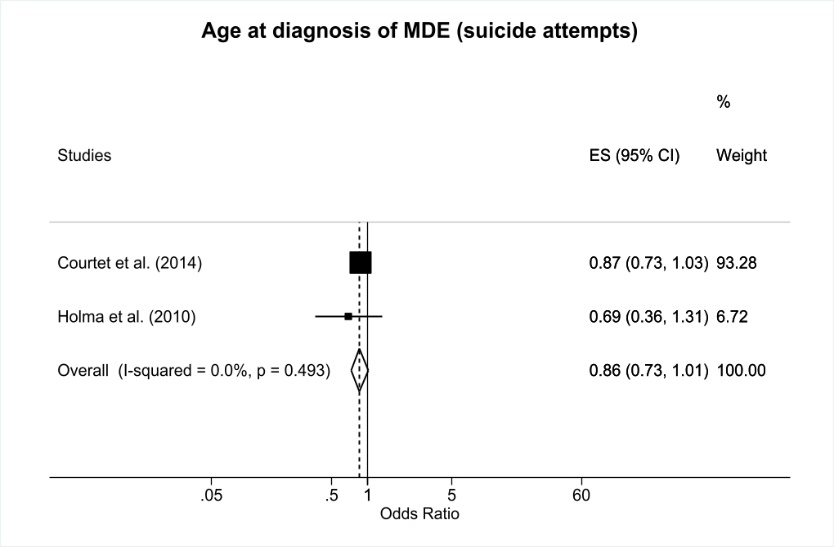 Age at diagnosis of MDE (suicide attempts)
%
Studies ES (95% CI) Weight
Courtet et al. (2014) 0.87 (0.73, 1.03) 93.28
Holma et al. (2010) 0.69 (0.36, 1.31) 6.72
Overall (I-squared = 0.0%, p = 0.493) 0.86 (0.73, 1.01) 100.00
.05 .5 1 5 60
Odds Ratio